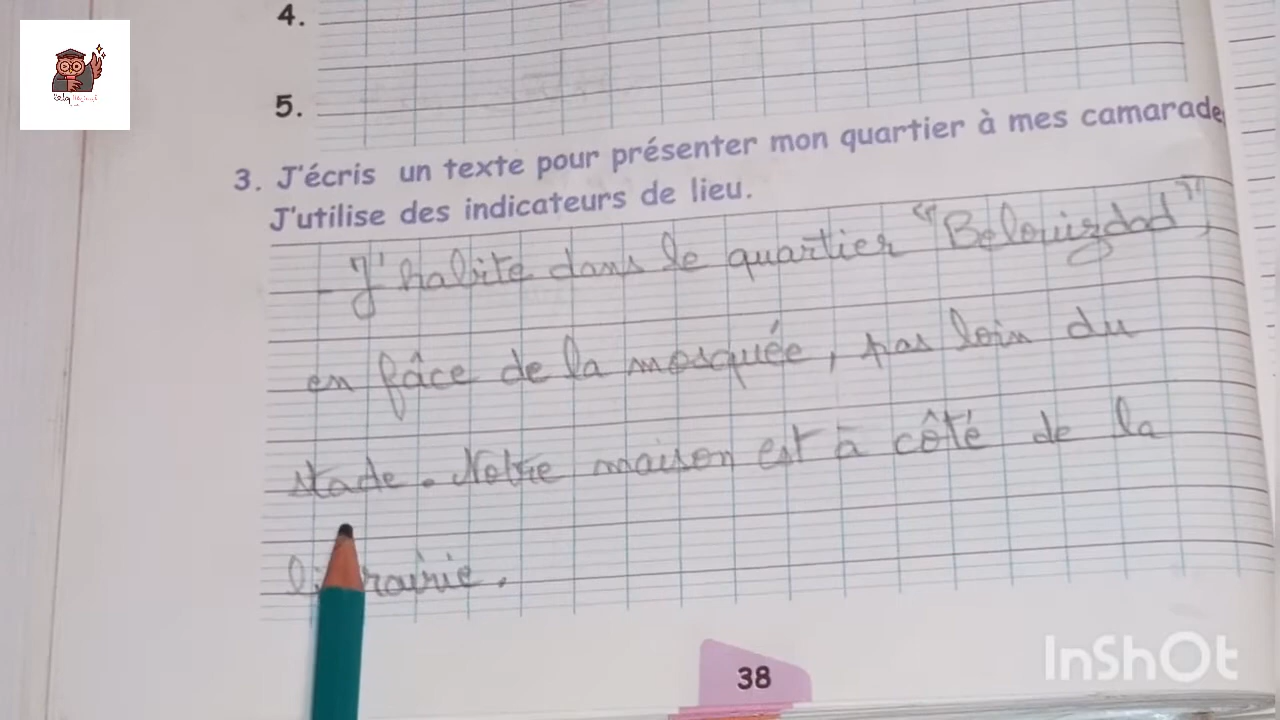 4.
5.
3. J'écris un texte pour présenter mon quartier à mes camarade
J'utilise des indicateurs de lieu.
- J'habite dans le quartier "Belouizdad",
en fâce de la mosquée, pas loin du
stade. Notre maison est à côté de la
librairie.
38
InShOt